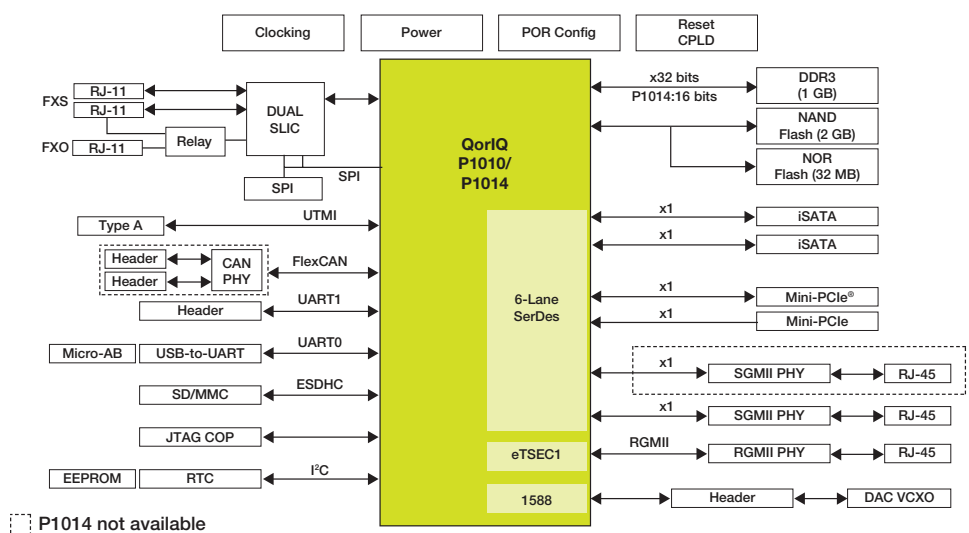 Clocking
Power
POR Config
Reset
CPLD
FXS
RJ-11
RJ-11
FXO
RJ-11
Relay
DUAL
SLIC
SPI
SPI
Type A
UTMI
Header
Header
CAN
PHY
FlexCAN
Header
UART1
Micro-AB
USB-to-UART
UART0
SD/MMC
ESDHC
JTAG COP
EEPROM
RTC
I²C
QorIQ
P1010/
P1014
6-Lane
SerDes
eTSEC1
1588
x32 bits
P1014:16 bits
DDR3
(1 GB)
NAND
Flash (2 GB)
NOR
Flash (32 MB)
x1
iSATA
x1
iSATA
x1
Mini-PCIe®
x1
Mini-PCIe
x1
SGMII PHY
RJ-45
x1
SGMII PHY
RJ-45
RGMII
RGMII PHY
RJ-45
Header
DAC VCXO
P1014 not available